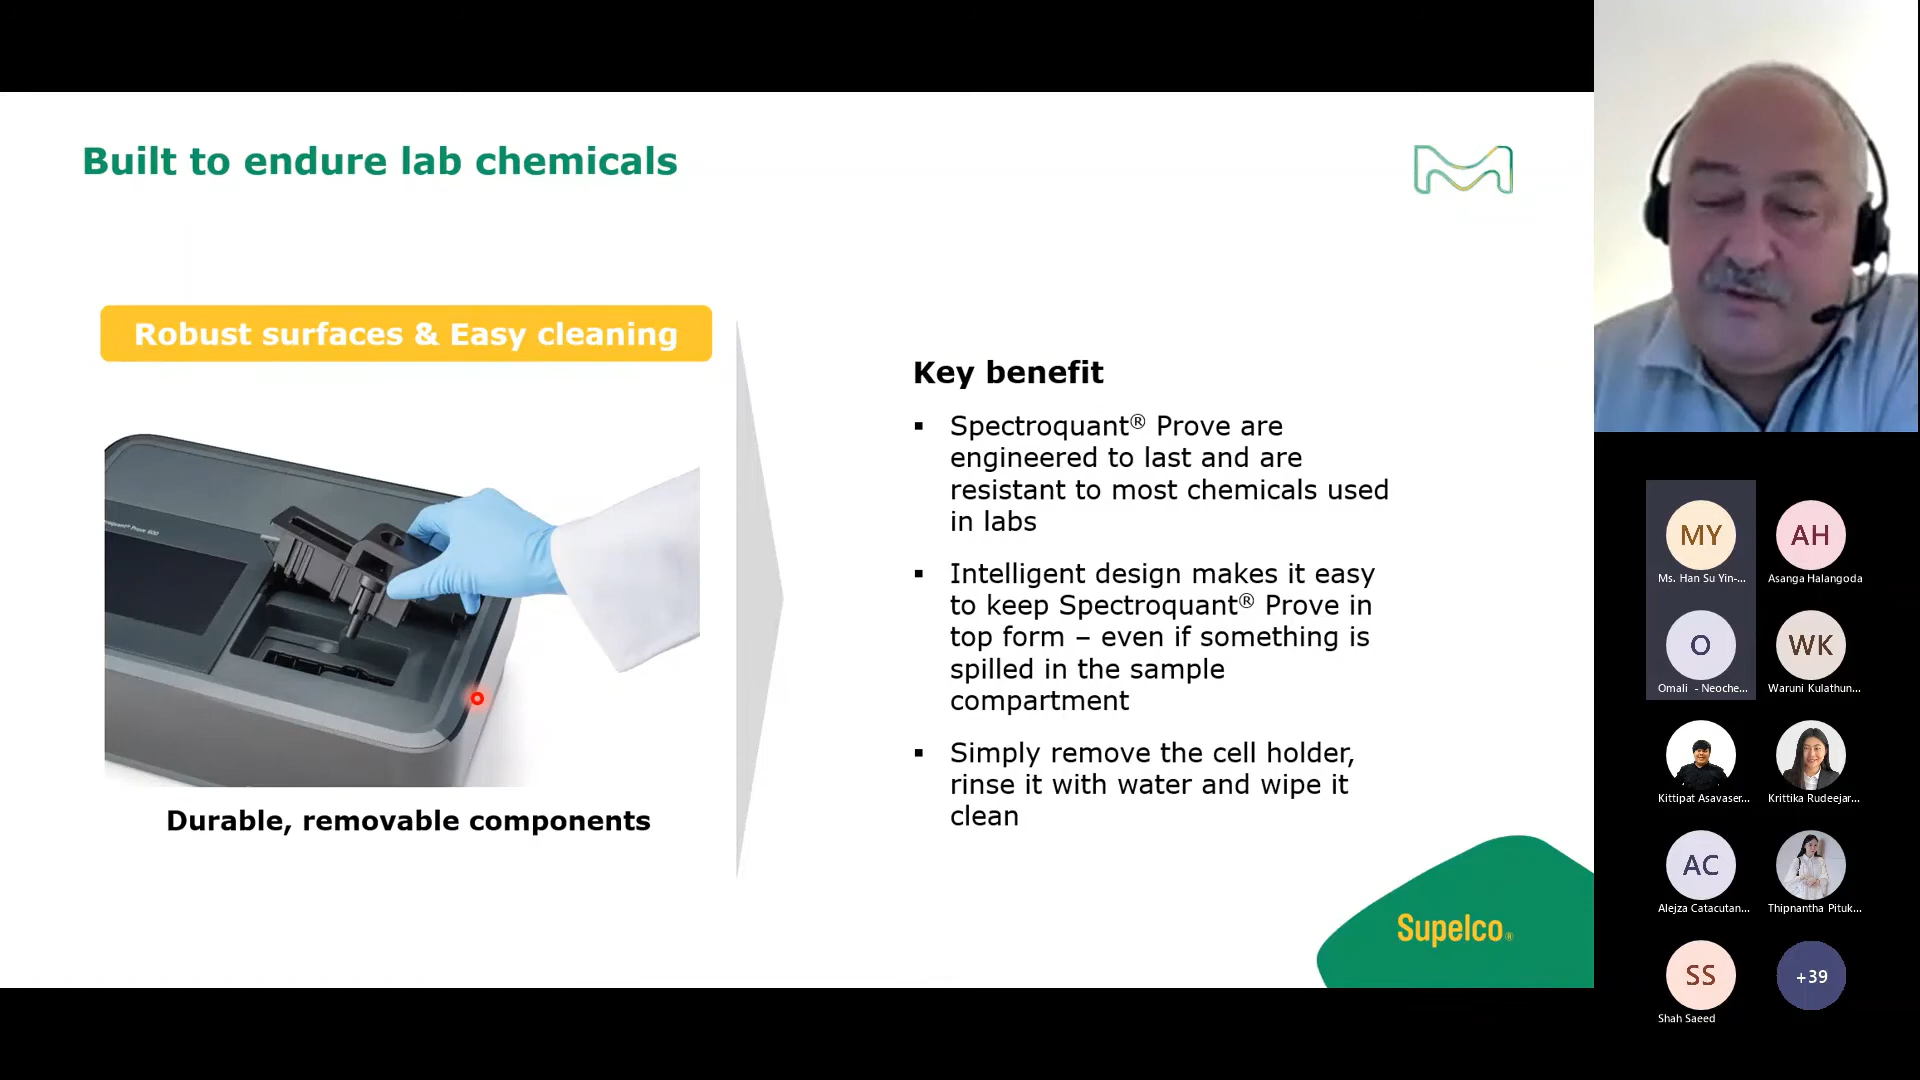 Built to endure lab chemicals
Robust surfaces & Easy cleaning
Prove 600
Durable, removable components
Key benefit
▪ Spectroquant® Prove are
engineered to last and are
resistant to most chemicals used
in labs
▪ Intelligent design makes it easy
to keep Spectroquant® Prove in
top form – even if something is
spilled in the sample
compartment
▪ Simply remove the cell holder,
rinse it with water and wipe it
clean
Supelco®
MY
Ms. Han Su Yin-...
AH
Asanga Halangoda
O
Omali - Neoche...
WK
Waruni Kulathun...
Kittipat Asavaser...
Krittika Rudeejar...
AC
Alejza Catacutan...
Thipnantha Pituk...
SS
Shah Saeed
+39